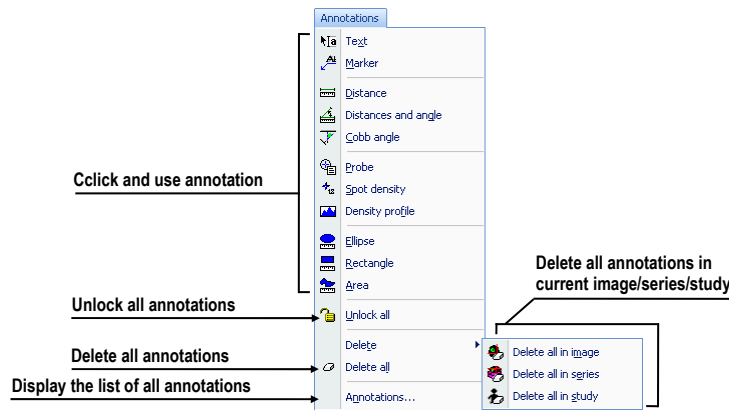 Annotations
Text
Marker
Distance
Distances and angle
Cobb angle
Probe
Spot density
Density profile
Ellipse
Rectangle
Area
Unlock all
Delete
Delete all
Annotations...
Delete all in image
Delete all in series
Delete all in study
Cclick and use annotation
Unlock all annotations
Delete all annotations
Display the list of all annotations
Delete all annotations in
current image/series/study